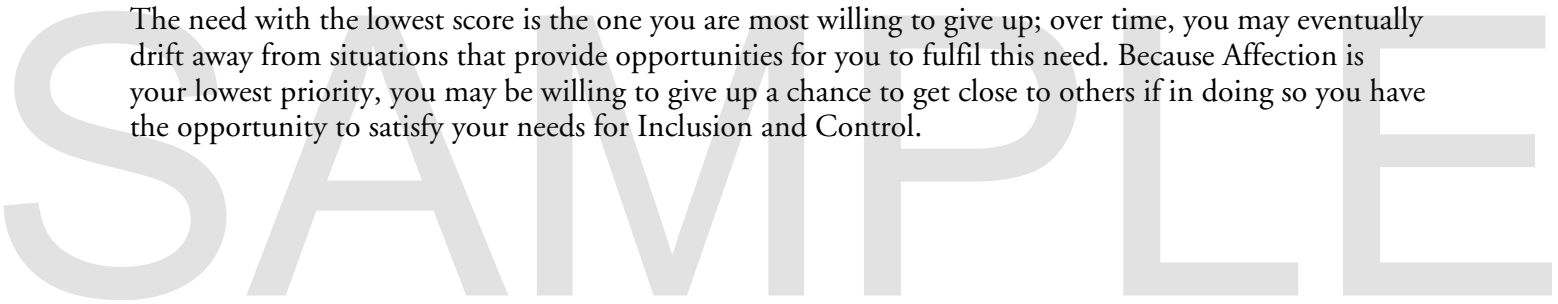 The need with the lowest score is the one you are most willing to give up; over time, you may eventually
drift away from situations that provide opportunities for you to fulfil this need. Because Affection is
your lowest priority, you may be willing to give up a chance to get close to others if in doing so you have
the opportunity to satisfy your needs for Inclusion and Control.
SAMPLE